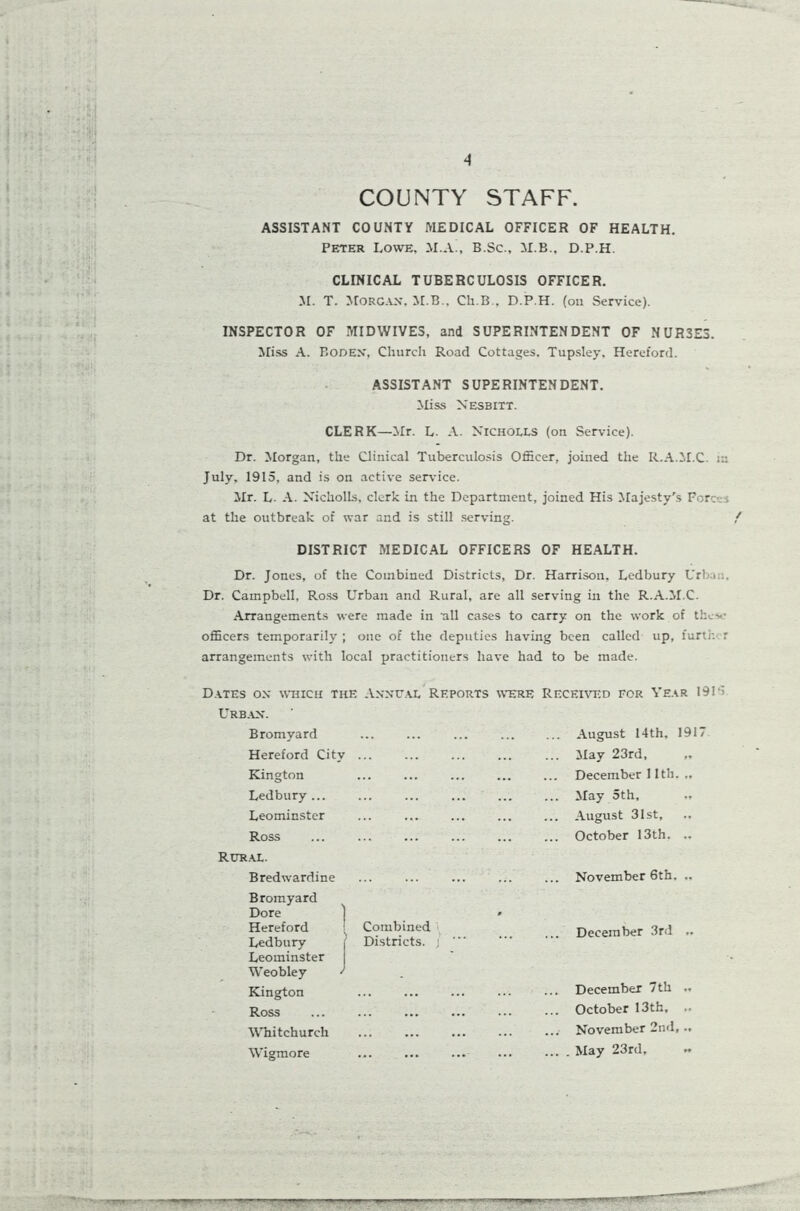 4
COUNTY STAFF.
ASSISTANT COUNTY MEDICAL OFFICER OF HEALTH.
PETER LOWE, M.A., B.Sc., M.B., D.P.H.
CLINICAL TUBERCULOSIS OFFICER.
M. T. MORGAN, M.B., Ch.B., D.P.H. (on Service).
INSPECTOR OF MIDWIVES, and SUPERINTENDENT OF NURSES.
Miss A. BODEN, Church Road Cottages, Tupsley, Hereford.
ASSISTANT SUPERINTENDENT.
Miss NESBITT.
CLERK—Mr. L. A. NICHOLLS (on Service).
Dr. Morgan, the Clinical Tuberculosis Officer, joined the R.A.M.C. in
July, 1915, and is on active service.
Mr. L. A. Nicholls, clerk in the Department, joined His Majesty's Forces
at the outbreak of war and is still serving.
DISTRICT MEDICAL OFFICERS OF HEALTH.
Dr. Jones, of the Combined Districts, Dr. Harrison, Ledbury Urban,
Dr. Campbell, Ross Urban and Rural, are all serving in the R.A.M.C.
Arrangements were made in all cases to carry on the work of these
officers temporarily ; one of the deputies having been called up, further
arrangements with local practitioners have had to be made.
DATES ON WHICH THE ANNUAL REPORTS WERE RECEIVED FOR YEAR 191
URBAN.
Bromyard ... ... ... ... ... August 14th, 1917
Hereford City ... ... ... ... ... May 23rd, „
Kington ... ... ... ... ... December 11th, „
Ledbury ... ... ... ... ... ... May 5th, „
Leominster ... ... ... ... ... August 31st, „
Ross ... ... ... ... ... ... October 13th, „
RURAL.
Bredwardine ... ... ... ... ... November 6th, „
Bromyard
Dore
Hereford
Ledbury
Leominster
Weobley
Combined Districts. ... ... ... December 3rd „
Kington ... ... ... ... ... December 7th „
Ross ... ... ... ... ... ... October 13th, „
Whitchurch ... ... ... ... ... November 2nd, „
Wigmore ... ... ... ... ... May 23rd, „